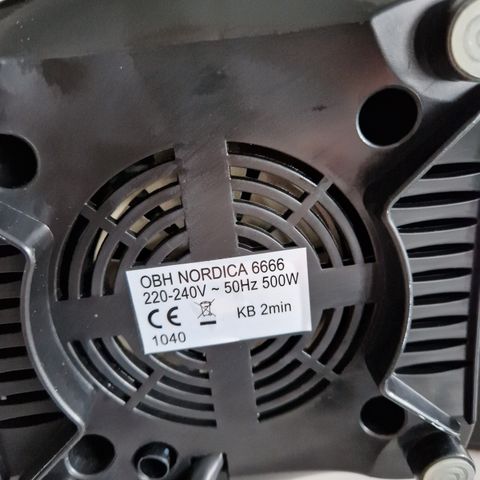 OBH NORDICA 6666
220-240V ~ 50Hz 500W
CE KB 2min
1040